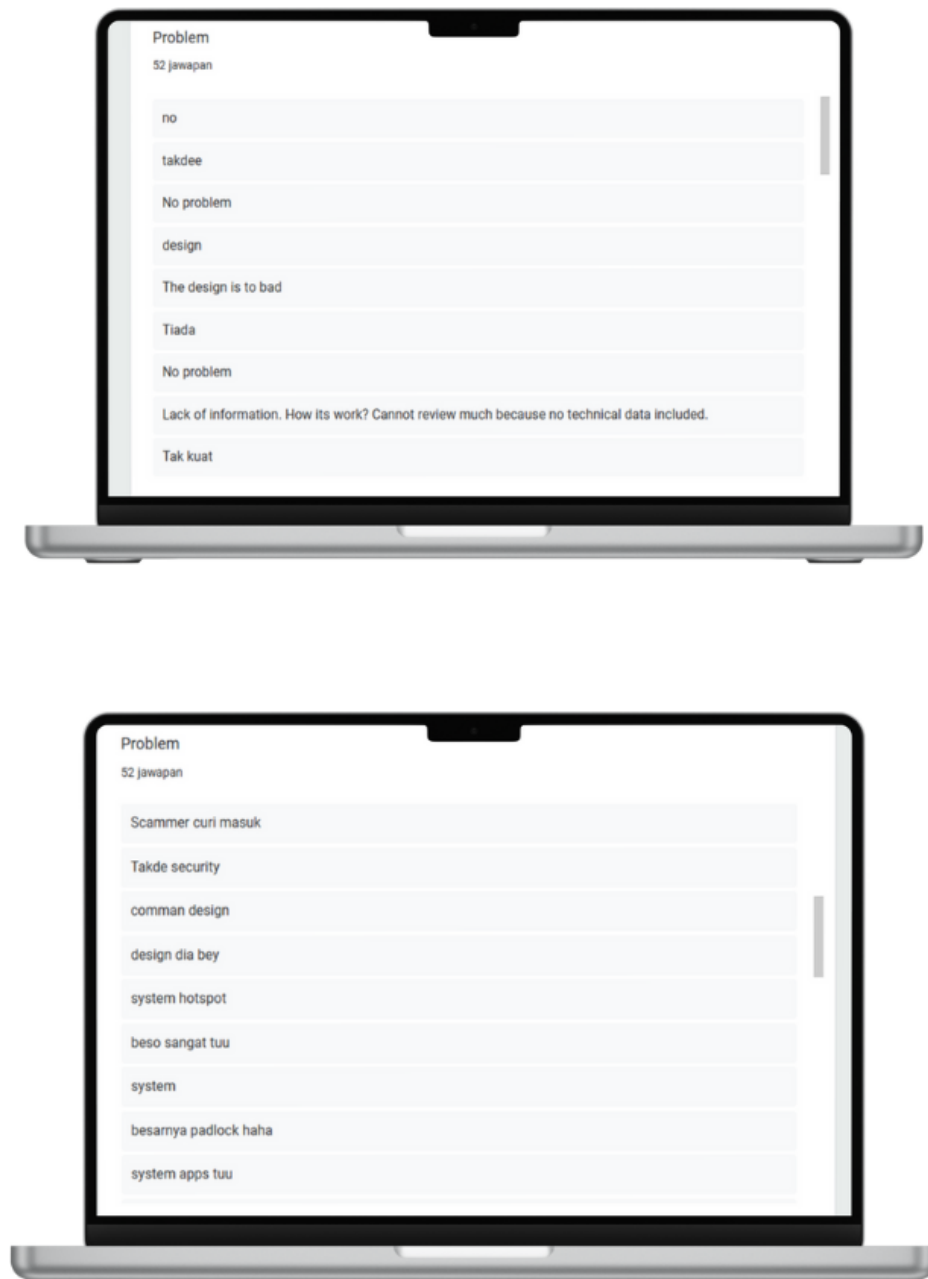 Problem
52 jawapan
no
takdee
No problem
design
The design is to bad
Tiada
No problem
Lack of information. How its work? Cannot review much because no technical data included.
Tak kuat
Problem
52 jawapan
Scammer curi masuk
Takde security
comman design
design dia bey
system hotspot
beso sangat tuu
system
besarnya padlock haha
system apps tuu